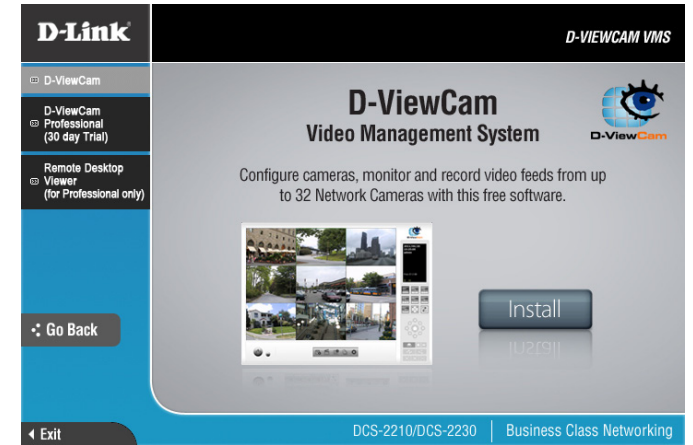 D-Link
D-VIEWCAM VMS
D-ViewCam
D-ViewCam
Professional
(30 day Trial)
Remote Desktop
Viewer
(for Professional only)
Go Back
Exit
D-ViewCam
Video Management System
D-ViewCam
Configure cameras, monitor and record video feeds from up
to 32 Network Cameras with this free software.
Install
DCS-2210/DCS-2230
Business Class Networking